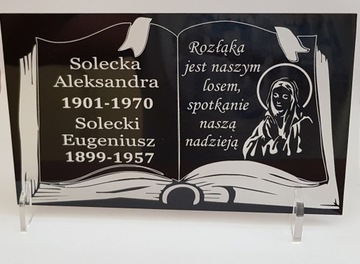 Solecka
Aleksandra
1901-1970
Solecki
Eugeniusz
1899-1957
Rozłąka
jest naszym
losem,
spotkanie
naszą
nadzieją